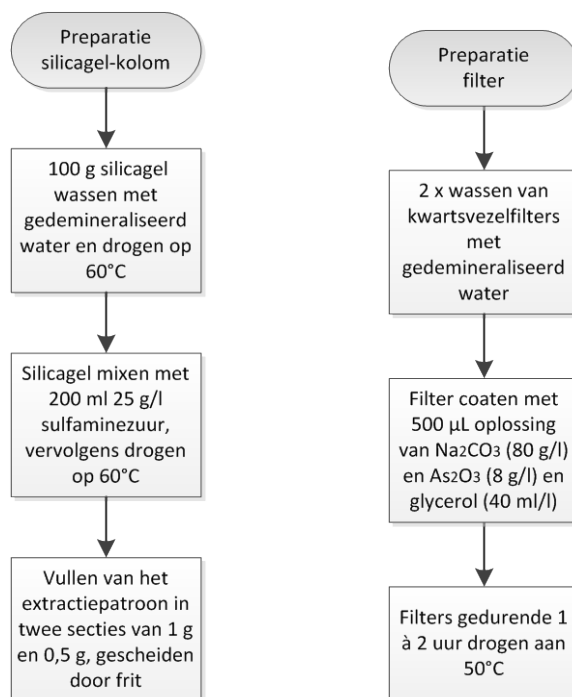 Preparatie
silicagel-kolom
100 g silicagel
wassen met
gedemineraliseerd
water en drogen op
60°C
Silicagel mixen met
200 ml 25 g/l
sulfaminezuur,
vervolgens drogen
op 60°C
Vullen van het
extractiepatroon in
twee secties van 1 g
en 0,5 g, gescheiden
door frit
Preparatie
filter
2 x wassen van
kwartsvezelfilters
met
gedemineraliseerd
water
Filter coaten met
500 µL oplossing
van Na2CO3 (80 g/l)
en As2O3 (8 g/l) en
glycerol (40 ml/l)
Filters gedurende 1
à 2 uur drogen aan
50°C